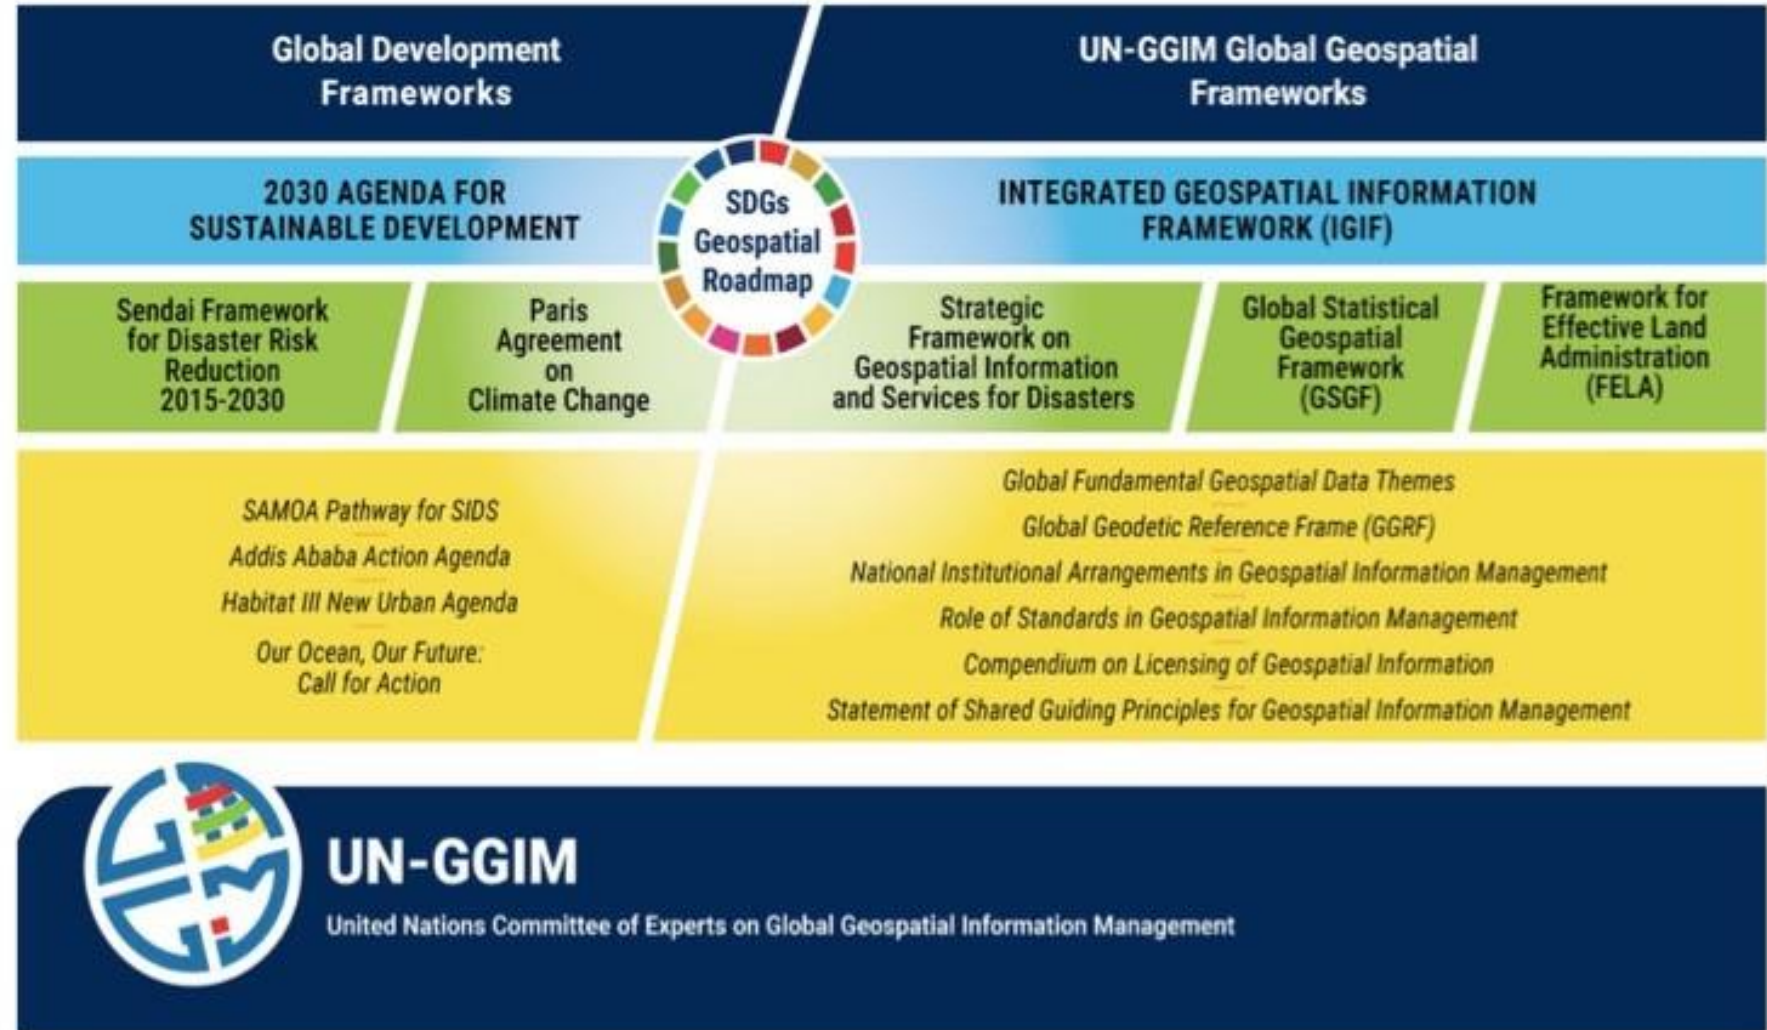 Global Development
Frameworks
UN-GGIM Global Geospatial
Frameworks
2030 AGENDA FOR
SUSTAINABLE DEVELOPMENT
SDGs
Geospatial
Roadmap
INTEGRATED GEOSPATIAL INFORMATION
FRAMEWORK (IGIF)
Sendai Framework
for Disaster Risk
Reduction
2015-2030
Paris
Agreement
on
Climate Change
Strategic
Framework on
Geospatial Information
and Services for Disasters
Global Statistical
Geospatial
Framework
(GSGF)
Framework for
Effective Land
Administration
(FELA)
SAMOA Pathway for SIDS
Addis Ababa Action Agenda
Habitat III New Urban Agenda
Our Ocean, Our Future:
Call for Action
Global Fundamental Geospatial Data Themes
Global Geodetic Reference Frame (GGRF)
National Institutional Arrangements in Geospatial Information Management
Role of Standards in Geospatial Information Management
Compendium on Licensing of Geospatial Information
Statement of Shared Guiding Principles for Geospatial Information Management
UN-GGIM
United Nations Committee of Experts on Global Geospatial Information Management